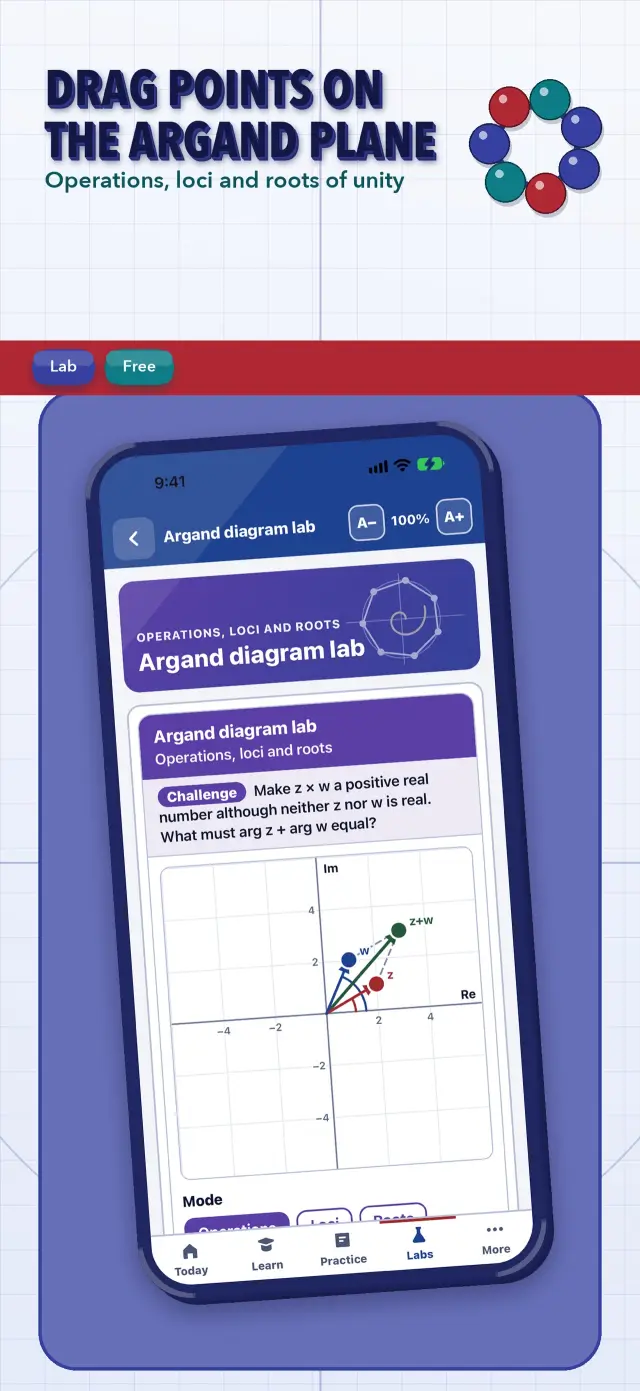 DRAG POINTS ON
THE ARGAND PLANE
Operations, loci and roots of unity
Lab
Free
9:41
Argand diagram lab
A−
100%
A+
OPERATIONS, LOCI AND ROOTS
Argand diagram lab
Argand diagram lab
Operations, loci and roots
Challenge Make z × w a positive real
number although neither z nor w is real.
What must arg z + arg w equal?
Im
4
z+w
2
w
z
Re
−4
−2
2
4
−2
−4
Mode
Operations
Loci
Roots
Today
Learn
Practice
Labs
More